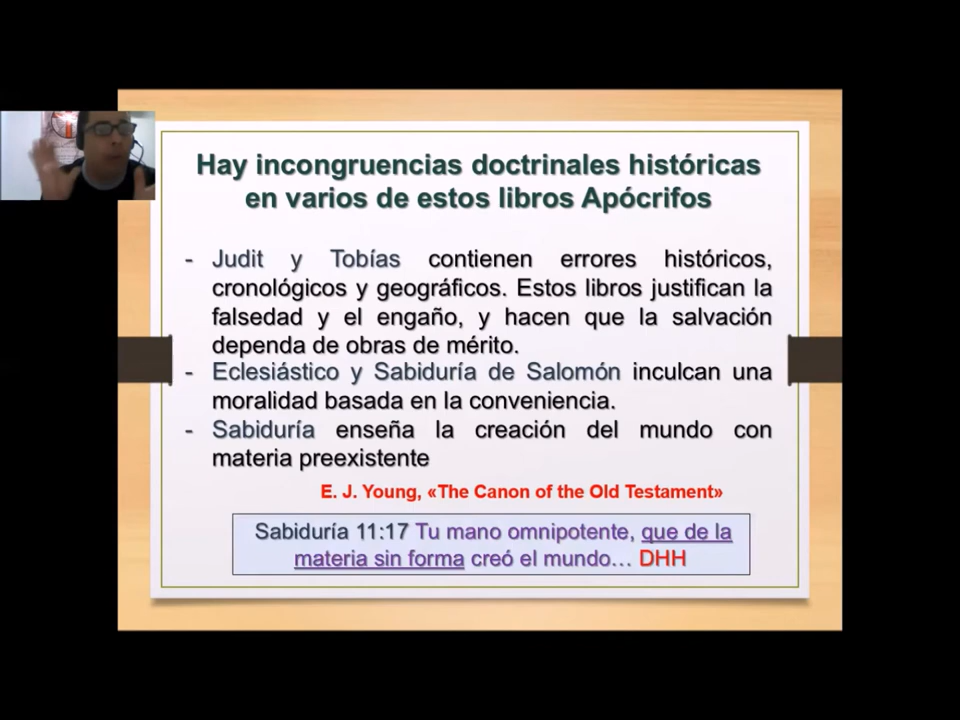 Hay incongruencias doctrinales históricas
en varios de estos libros Apócrifos
- Judit y Tobías contienen errores históricos,
cronológicos y geográficos. Estos libros justifican la
falsedad y el engaño, y hacen que la salvación
dependa de obras de mérito.
- Eclesiástico y Sabiduría de Salomón inculcan una
moralidad basada en la conveniencia.
- Sabiduría enseña la creación del mundo con
materia preexistente
E. J. Young, «The Canon of the Old Testament»
Sabiduría 11:17 Tu mano omnipotente, que de la
materia sin forma creó el mundo… DHH